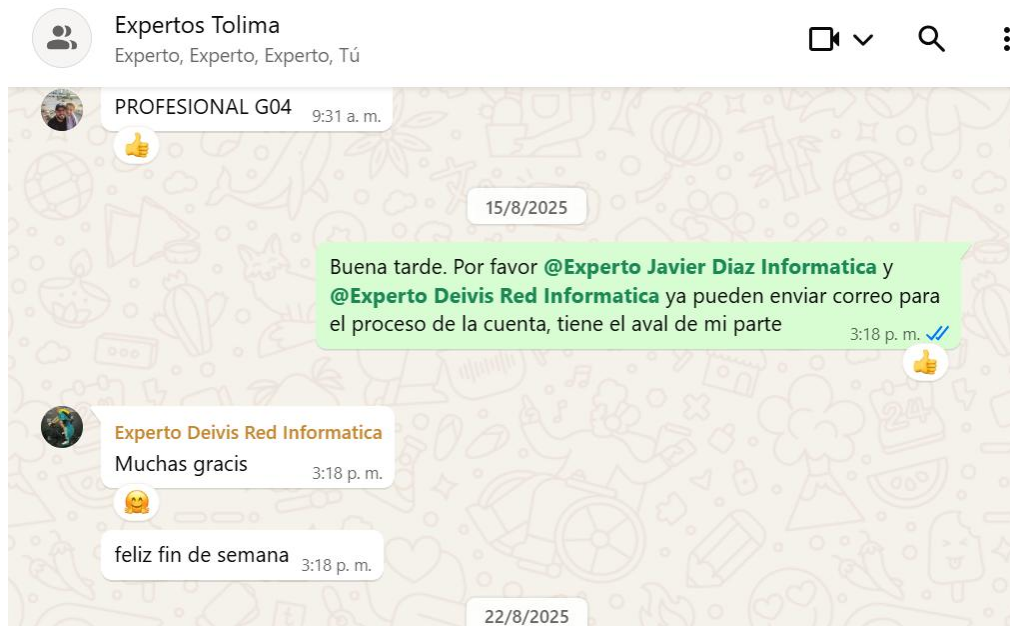 Expertos Tolima
Experto, Experto, Experto, Tú
PROFESIONAL G04 9:31 a. m.
15/8/2025
Buena tarde. Por favor @Experto Javier Diaz Informatica y
@Experto Deivis Red Informatica ya pueden enviar correo para
el proceso de la cuenta, tiene el aval de mi parte 3:18 p. m.
Experto Deivis Red Informatica
Muchas gracis 3:18 p. m.
feliz fin de semana 3:18 p. m.
22/8/2025